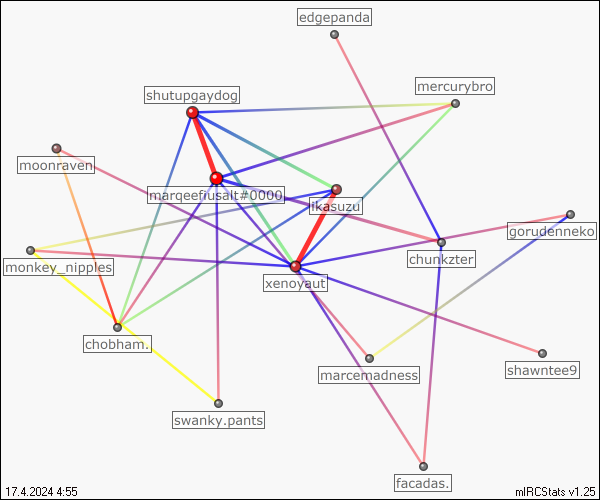 edgepanda
mercurybro
shutupgaydog
moonraven
marqeefiusalt#0000
ikasuzu
gorudenneko
monkey_nipples
chunkzter
xenoyaut
chobham.
marcemadness
shawntee9
swanky.pants
facadas.
17.4.2024 4:55
mIRCStats v1.25